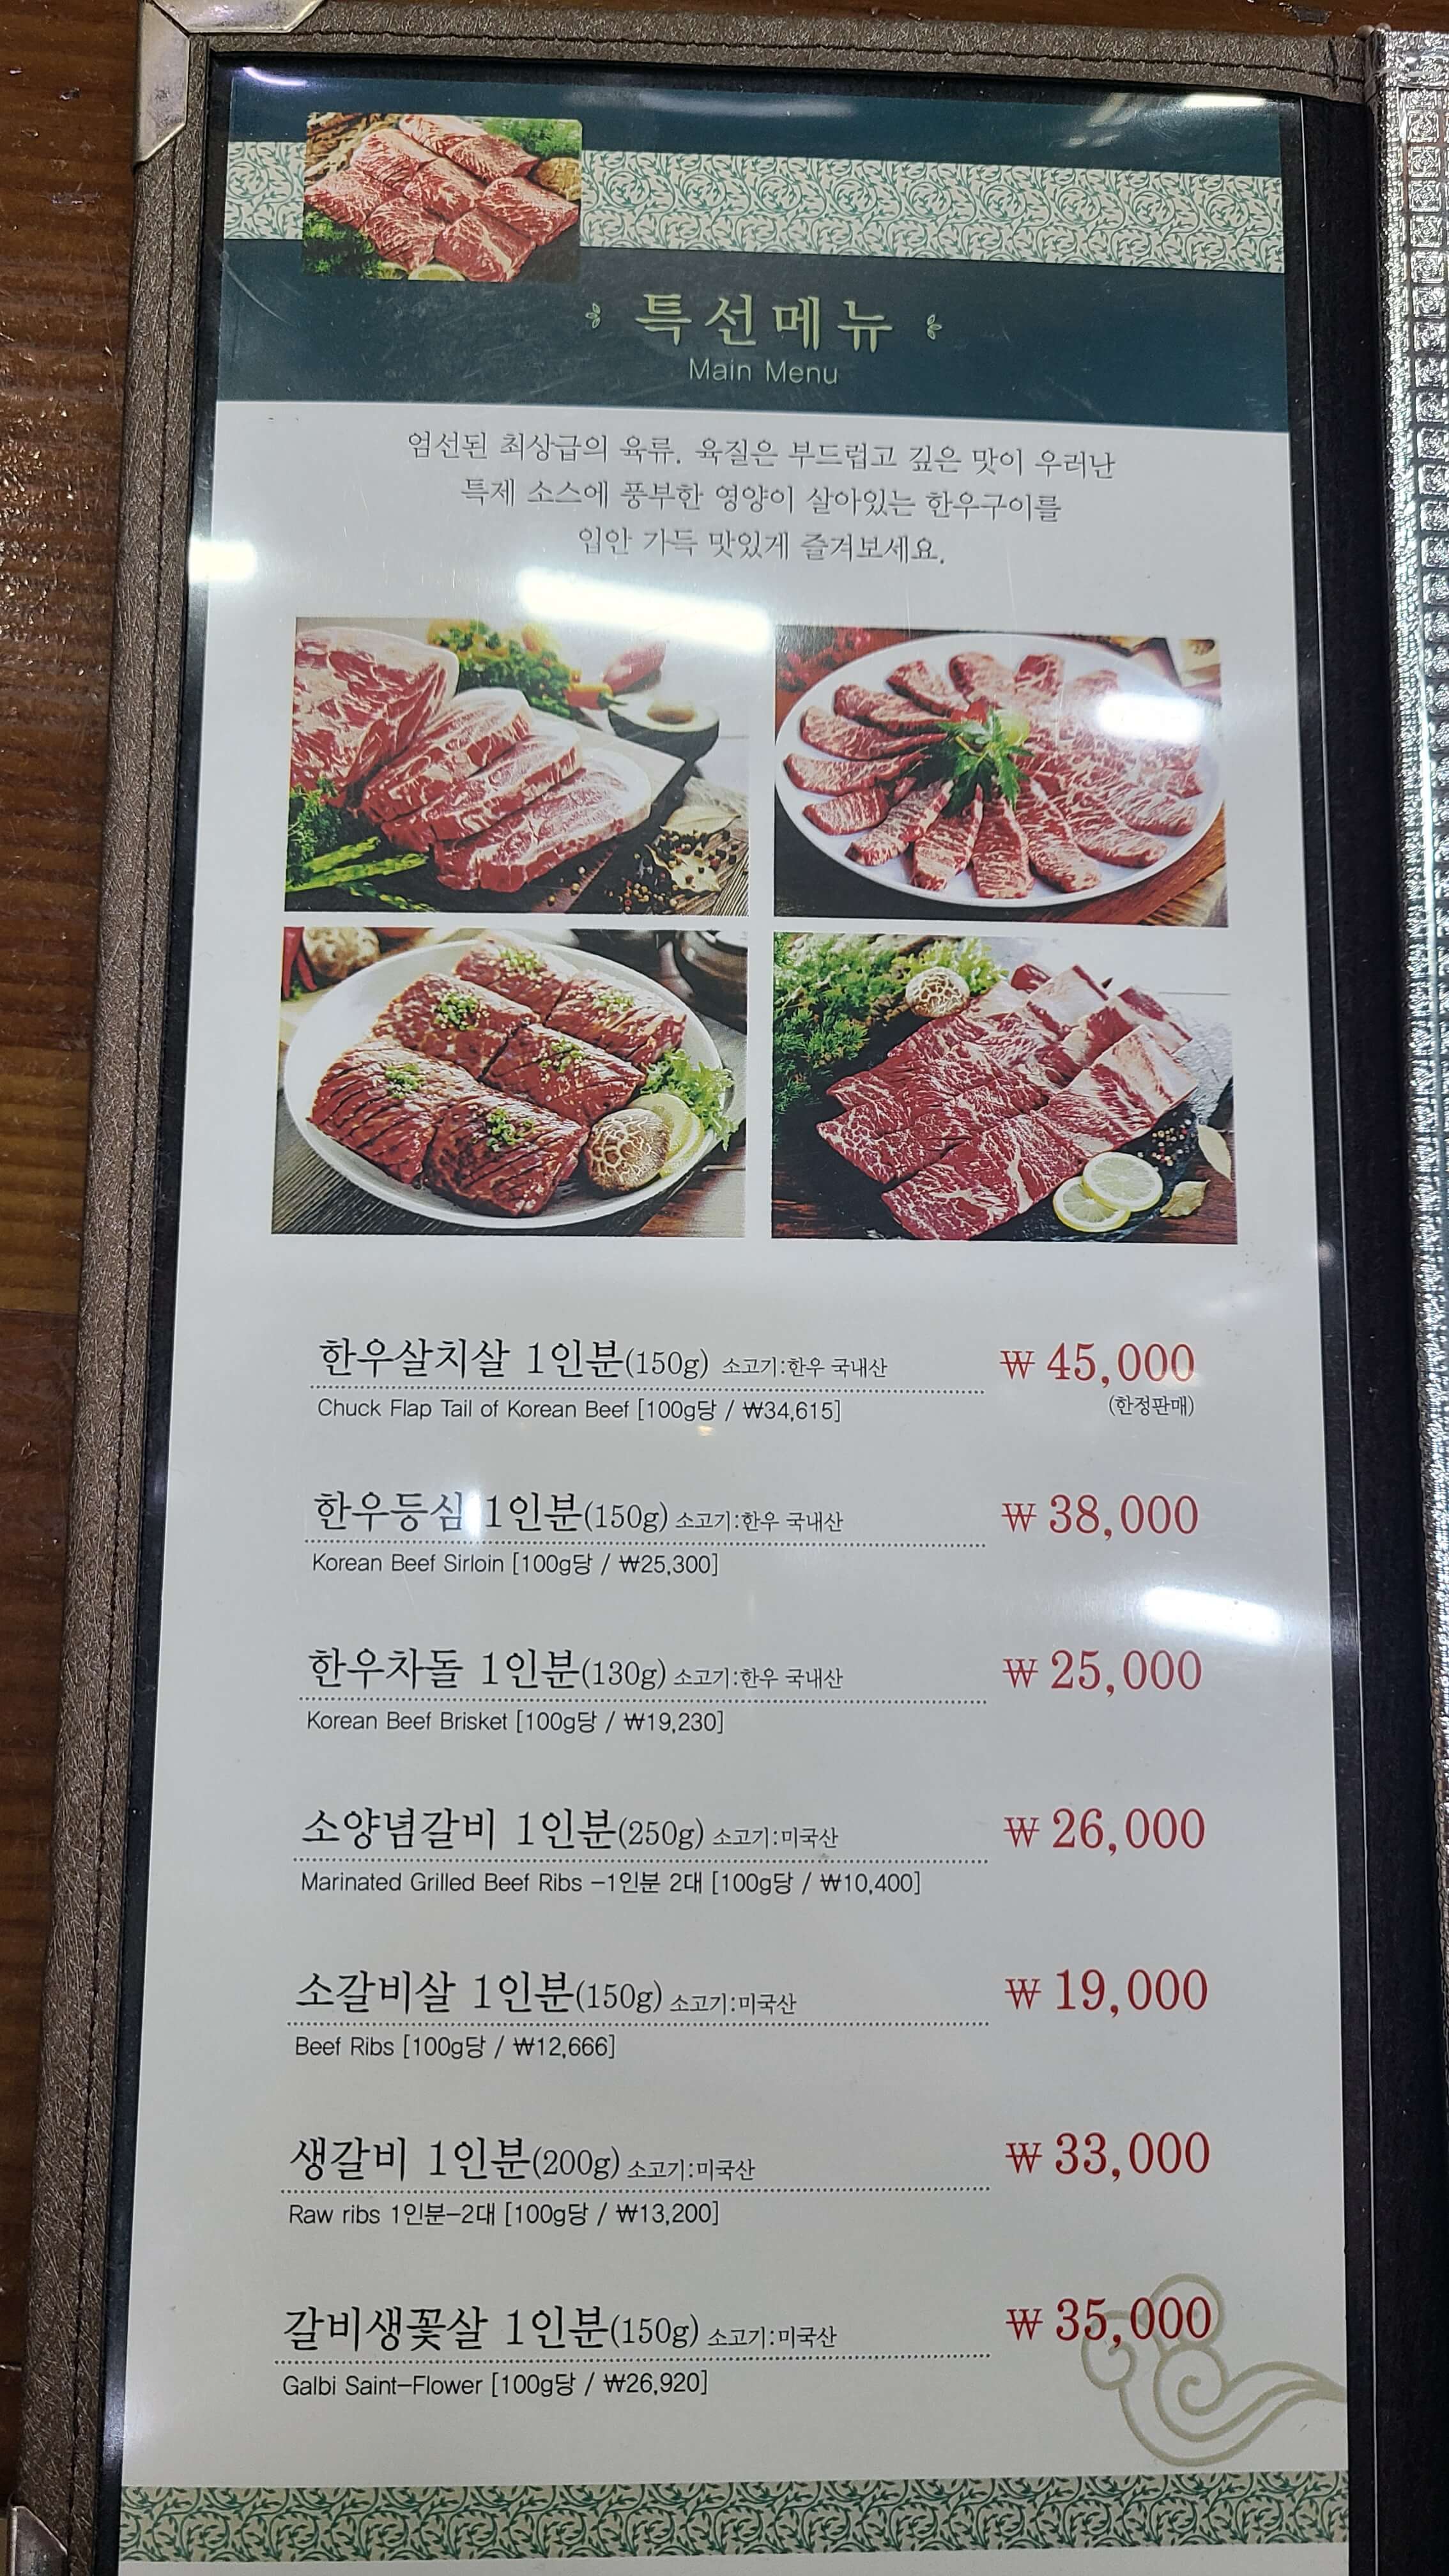 특선메뉴
Main Menu
엄선된 최상급의 육류. 육질은 부드럽고 깊은 맛이 우러난
특제 소스에 풍부한 영양이 살아있는 한우구이를
입안 가득 맛있게 즐겨보세요.
한우살치살 1인분(150g) 소고기:한우 국내산 ₩ 45,000
Chuck Flap Tail of Korean Beef [100g당 / ₩34,615] (한정판매)
한우등심 1인분(150g) 소고기:한우 국내산 ₩ 38,000
Korean Beef Sirloin [100g당 / ₩25,300]
한우차돌 1인분(130g) 소고기:한우 국내산 ₩ 25,000
Korean Beef Brisket [100g당 / ₩19,230]
소양념갈비 1인분(250g) 소고기:미국산 ₩ 26,000
Marinated Grilled Beef Ribs -1인분 2대 [100g당 / ₩10,400]
소갈비살 1인분(150g) 소고기:미국산 ₩ 19,000
Beef Ribs [100g당 / ₩12,666]
생갈비 1인분(200g) 소고기:미국산 ₩ 33,000
Raw ribs 1인분-2대 [100g당 / ₩13,200]
갈비생꽃살 1인분(150g) 소고기:미국산 ₩ 35,000
Galbi Saint-Flower [100g당 / ₩26,920]